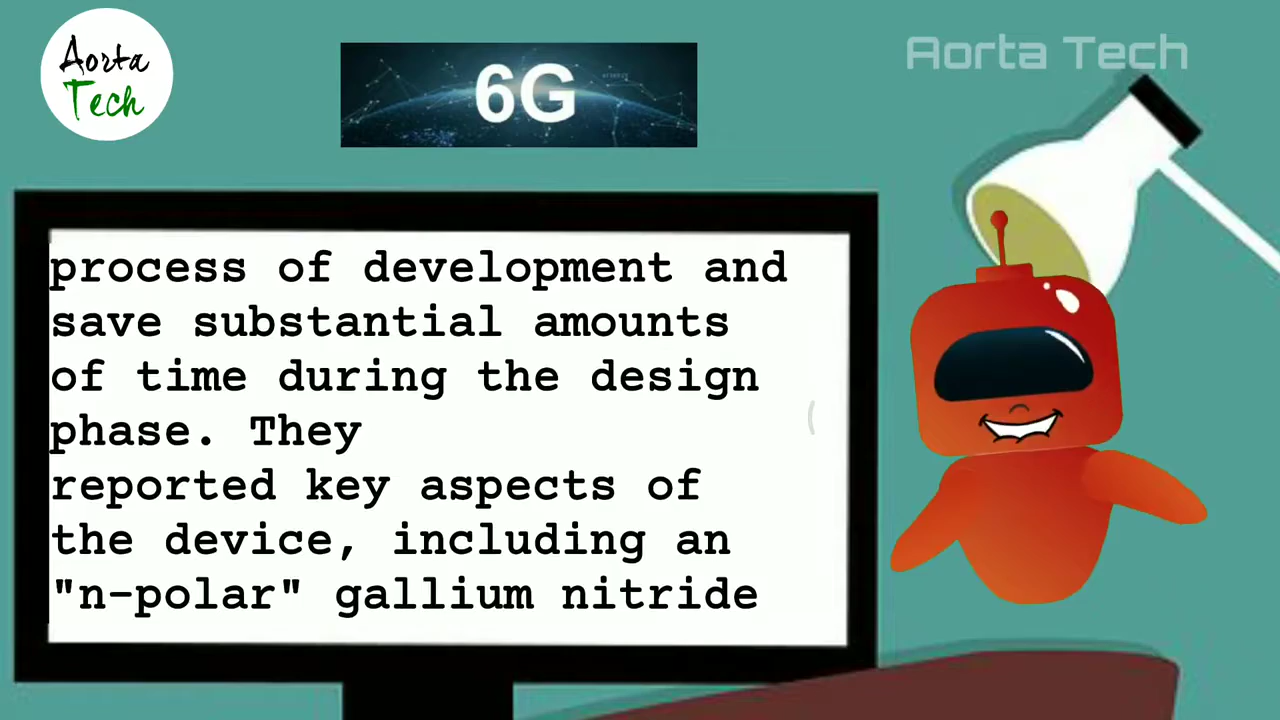 Aorta
Tech
6G
Aorta Tech
process of development and
save substantial amounts
of time during the design
phase. They
reported key aspects of
the device, including an
"n-polar" gallium nitride